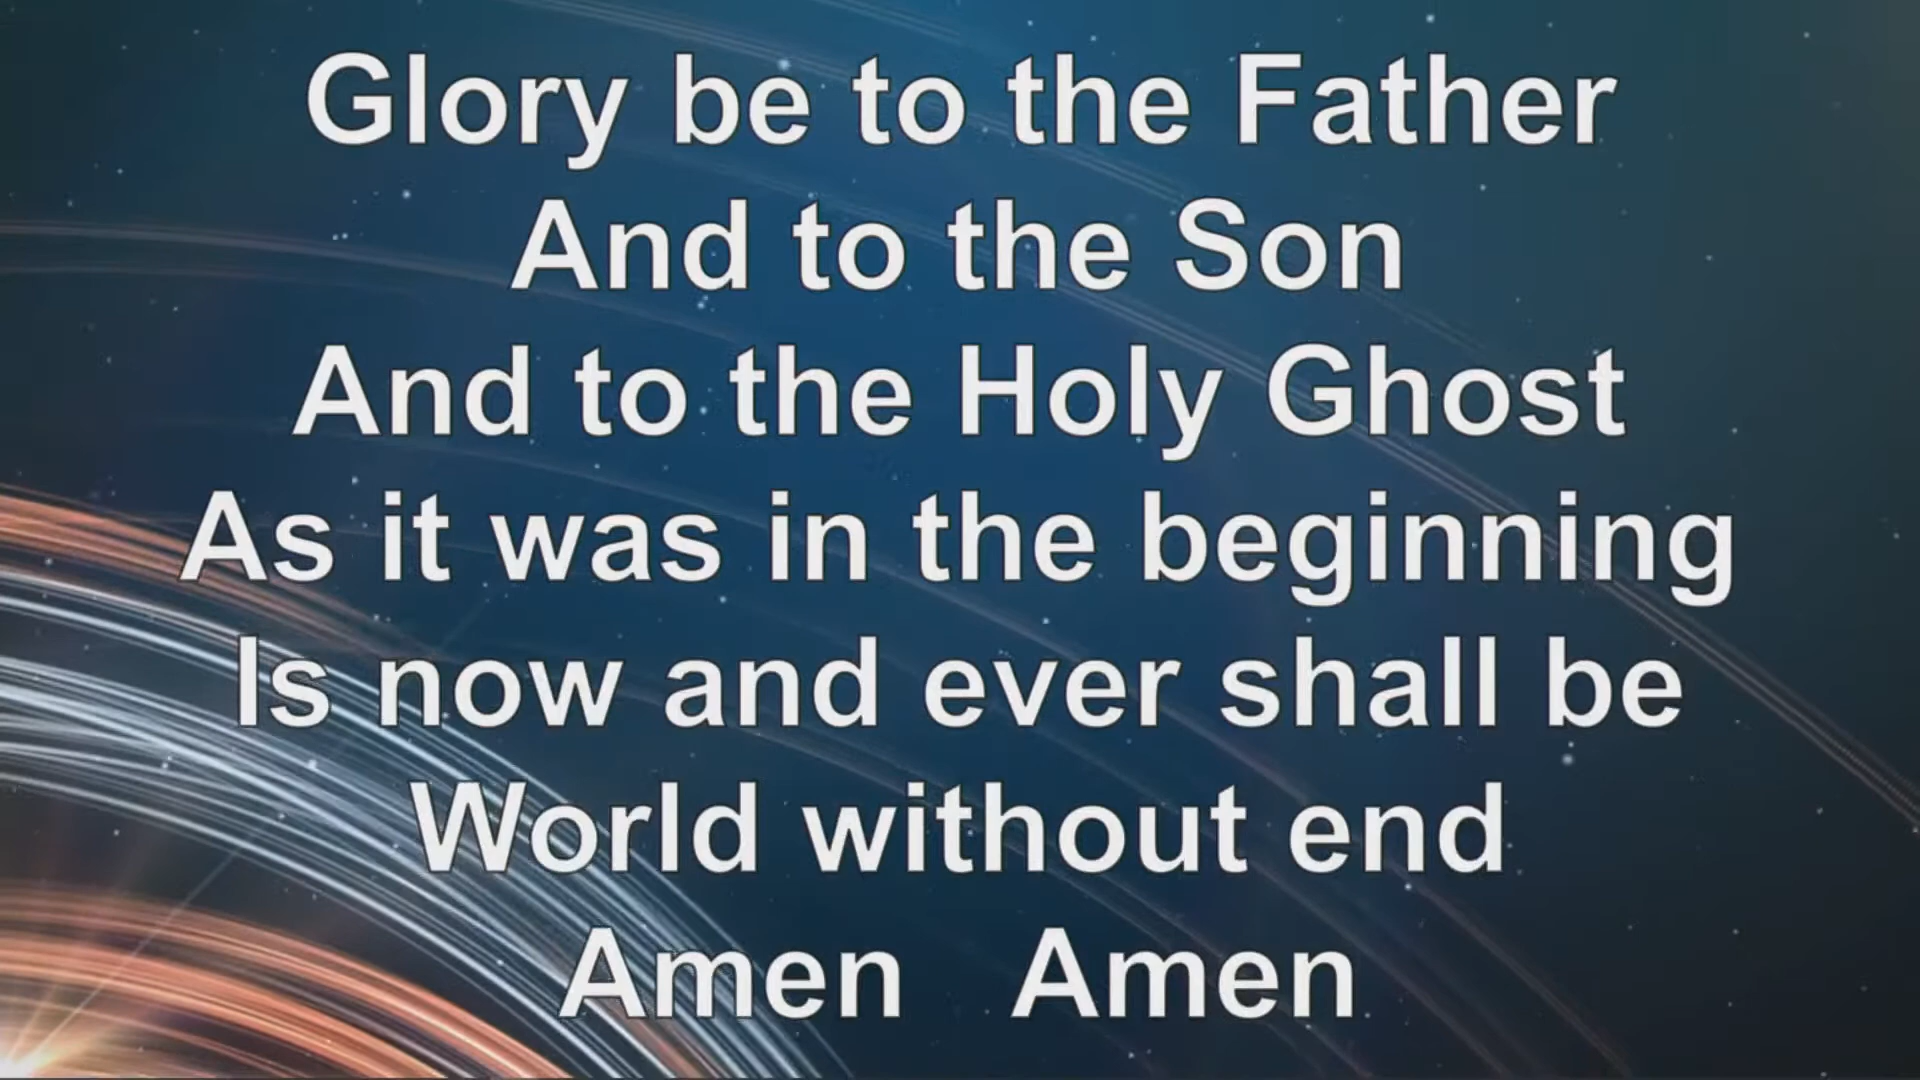 Glory be to the Father
And to the Son
And to the Holy Ghost
As it was in the beginning
Is now and ever shall be
World without end
Amen   Amen